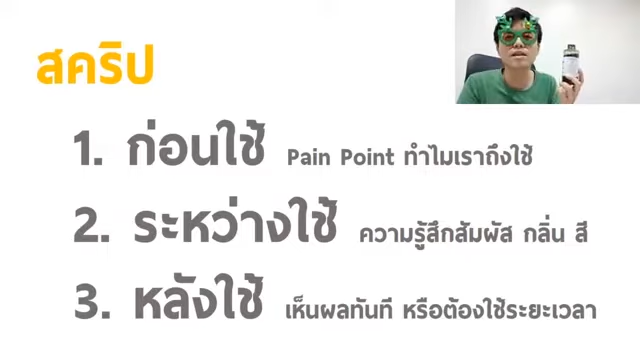 สคริป
1. ก่อนใช้ Pain Point ทำไมเราถึงใช้
2. ระหว่างใช้ ความรู้สึกสัมผัส กลิ่น สี
3. หลังใช้ เห็นผลทันที หรือต้องใช้ระยะเวลา